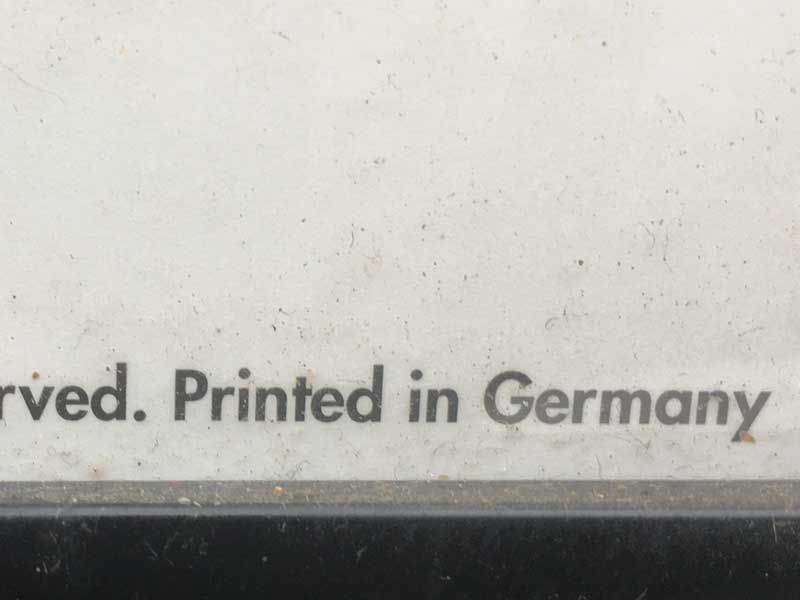 rved. Printed in Germany